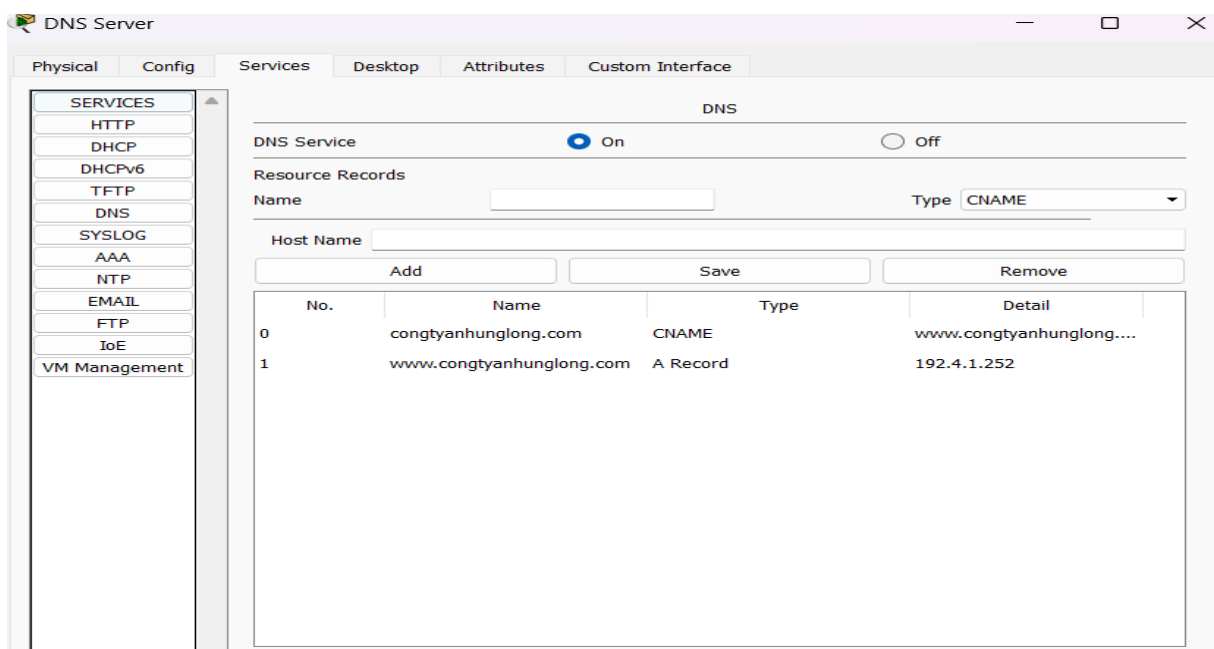 DNS Server
Physical Config Services Desktop Attributes Custom Interface
SERVICES
HTTP
DHCP
DHCPv6
TFTP
DNS
SYSLOG
AAA
NTP
EMAIL
FTP
IoE
VM Management
DNS
DNS Service On Off
Resource Records
Name Type CNAME
Host Name
Add Save Remove
No. Name Type Detail
0 congtyanhunglong.com CNAME www.congtyanhunglong....
1 www.congtyanhunglong.com A Record 192.4.1.252